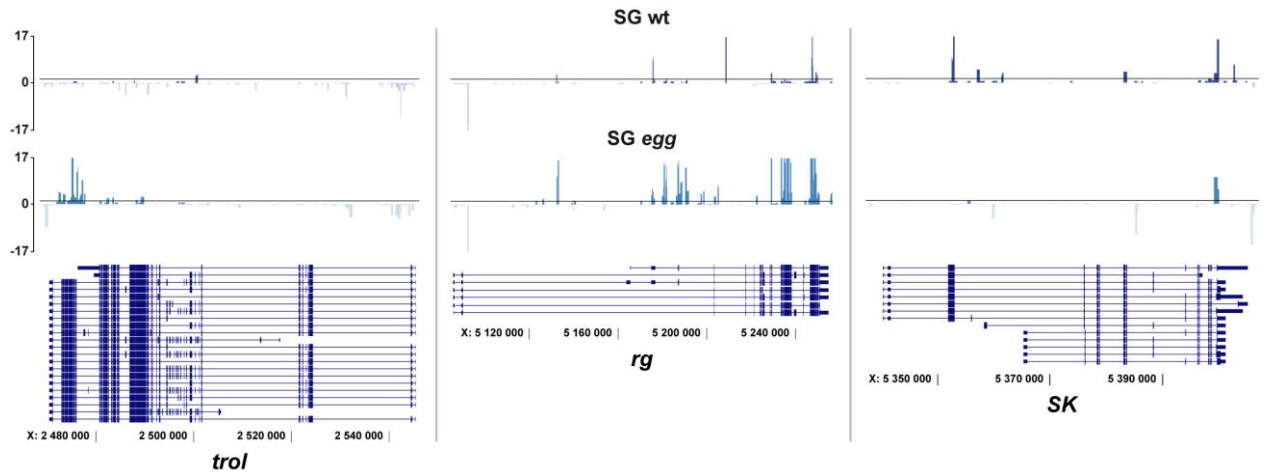 SG wt
17
0
-17
SG egg
17
0
-17
X: 2 480 000 2 500 000 2 520 000 2 540 000
trol
X: 5 120 000 5 160 000 5 200 000 5 240 000
rg
X: 5 350 000 5 370 000 5 390 000
SK